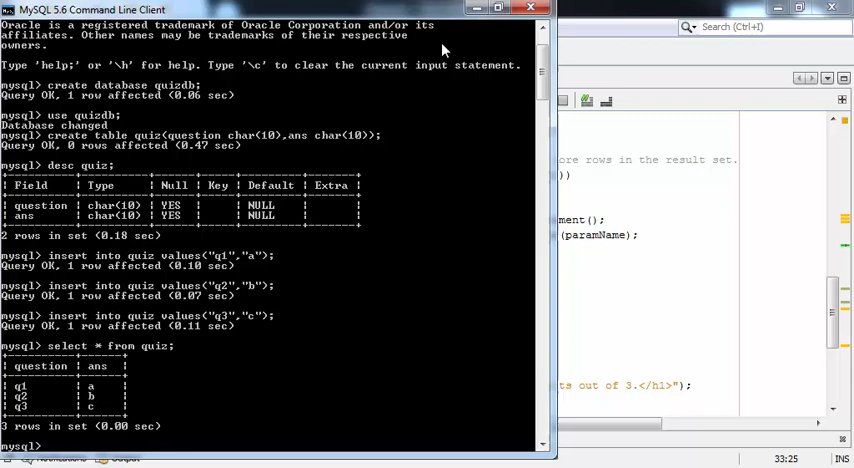 MySQL 5.6 Command Line Client
Oracle is a registered trademark of Oracle Corporation and/or its
affiliates. Other names may be trademarks of their respective
owners.
Type 'help;' or '\h' for help. Type '\c' to clear the current input statement.
mysql> create database quizdb;
Query OK, 1 row affected (0.06 sec)
mysql> use quizdb;
Database changed
mysql> create table quiz(question char(10),ans char(10));
Query OK, 0 rows affected (0.47 sec)
mysql> desc quiz;
+----------+----------+------+-----+---------+-------+
| Field | Type | Null | Key | Default | Extra |
+----------+----------+------+-----+---------+-------+
| question | char(10) | YES | | NULL | |
| ans | char(10) | YES | | NULL | |
+----------+----------+------+-----+---------+-------+
2 rows in set (0.18 sec)
mysql> insert into quiz values("q1","a");
Query OK, 1 row affected (0.10 sec)
mysql> insert into quiz values("q2","b");
Query OK, 1 row affected (0.07 sec)
mysql> insert into quiz values("q3","c");
Query OK, 1 row affected (0.11 sec)
mysql> select * from quiz;
+----------+------+
| question | ans |
+----------+------+
| q1 | a |
| q2 | b |
| q3 | c |
+----------+------+
3 rows in set (0.00 sec)
mysql>
Search (Ctrl+I)
ore rows in the result set.
))
ment();
(paramName);
ts out of 3.</h1>");
33:25
INS